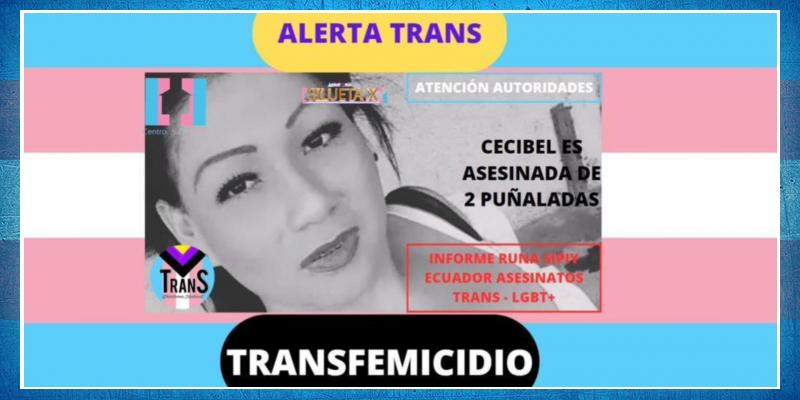 ALERTA TRANS
SILUETA X
ATENCIÓN AUTORIDADES
CECIBEL ES
ASESINADA DE
2 PUÑALADAS
INFORME RUNA SIPIY
ECUADOR ASESINATOS
TRANS - LGBT+
TRANS
TRANSFEMICIDIO